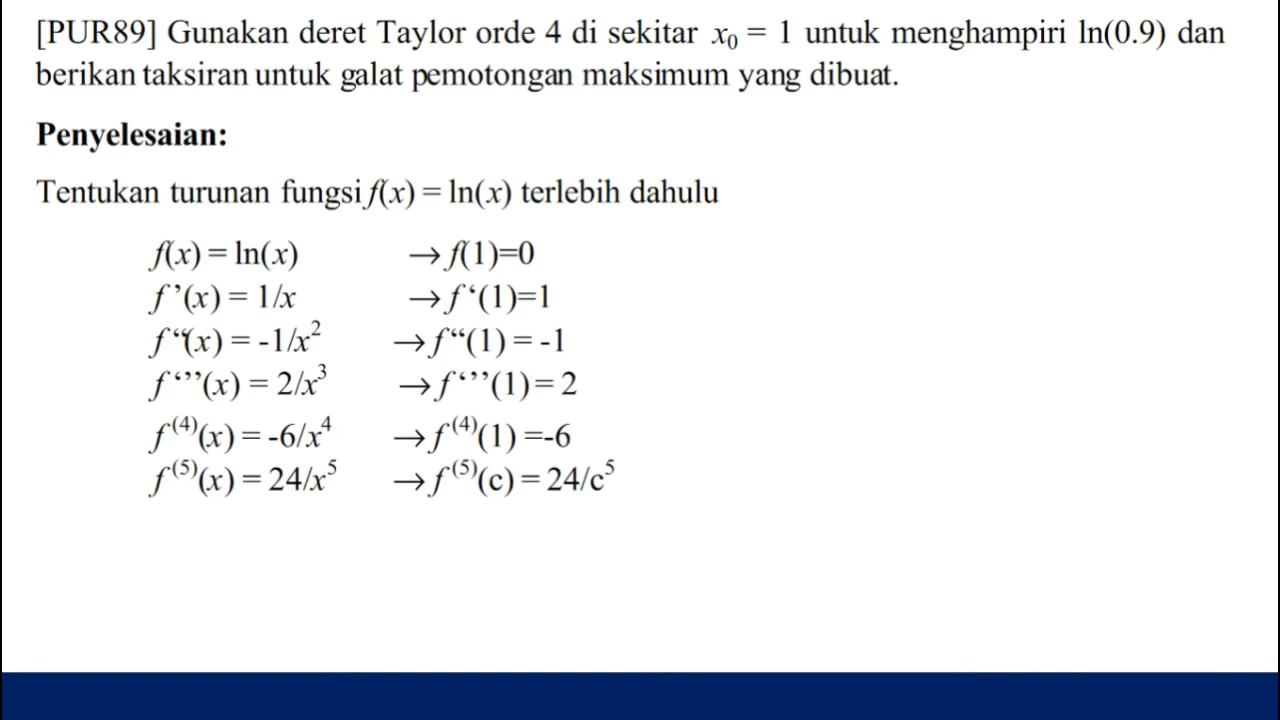 [PUR89] Gunakan deret Taylor orde 4 di sekitar x₀ = 1 untuk menghampiri ln(0.9) dan
berikan taksiran untuk galat pemotongan maksimum yang dibuat.
Penyelesaian:
Tentukan turunan fungsi f(x) = ln(x) terlebih dahulu
f(x) = ln(x) → f(1)=0
f ’(x) = 1/x → f ‘(1)=1
f “(x) = -1/x² → f “(1) = -1
f ‘’’(x) = 2/x³ → f ‘’’(1) = 2
f⁽⁴⁾(x) = -6/x⁴ → f⁽⁴⁾(1) =-6
f⁽⁵⁾(x) = 24/x⁵ → f⁽⁵⁾(c) = 24/c⁵